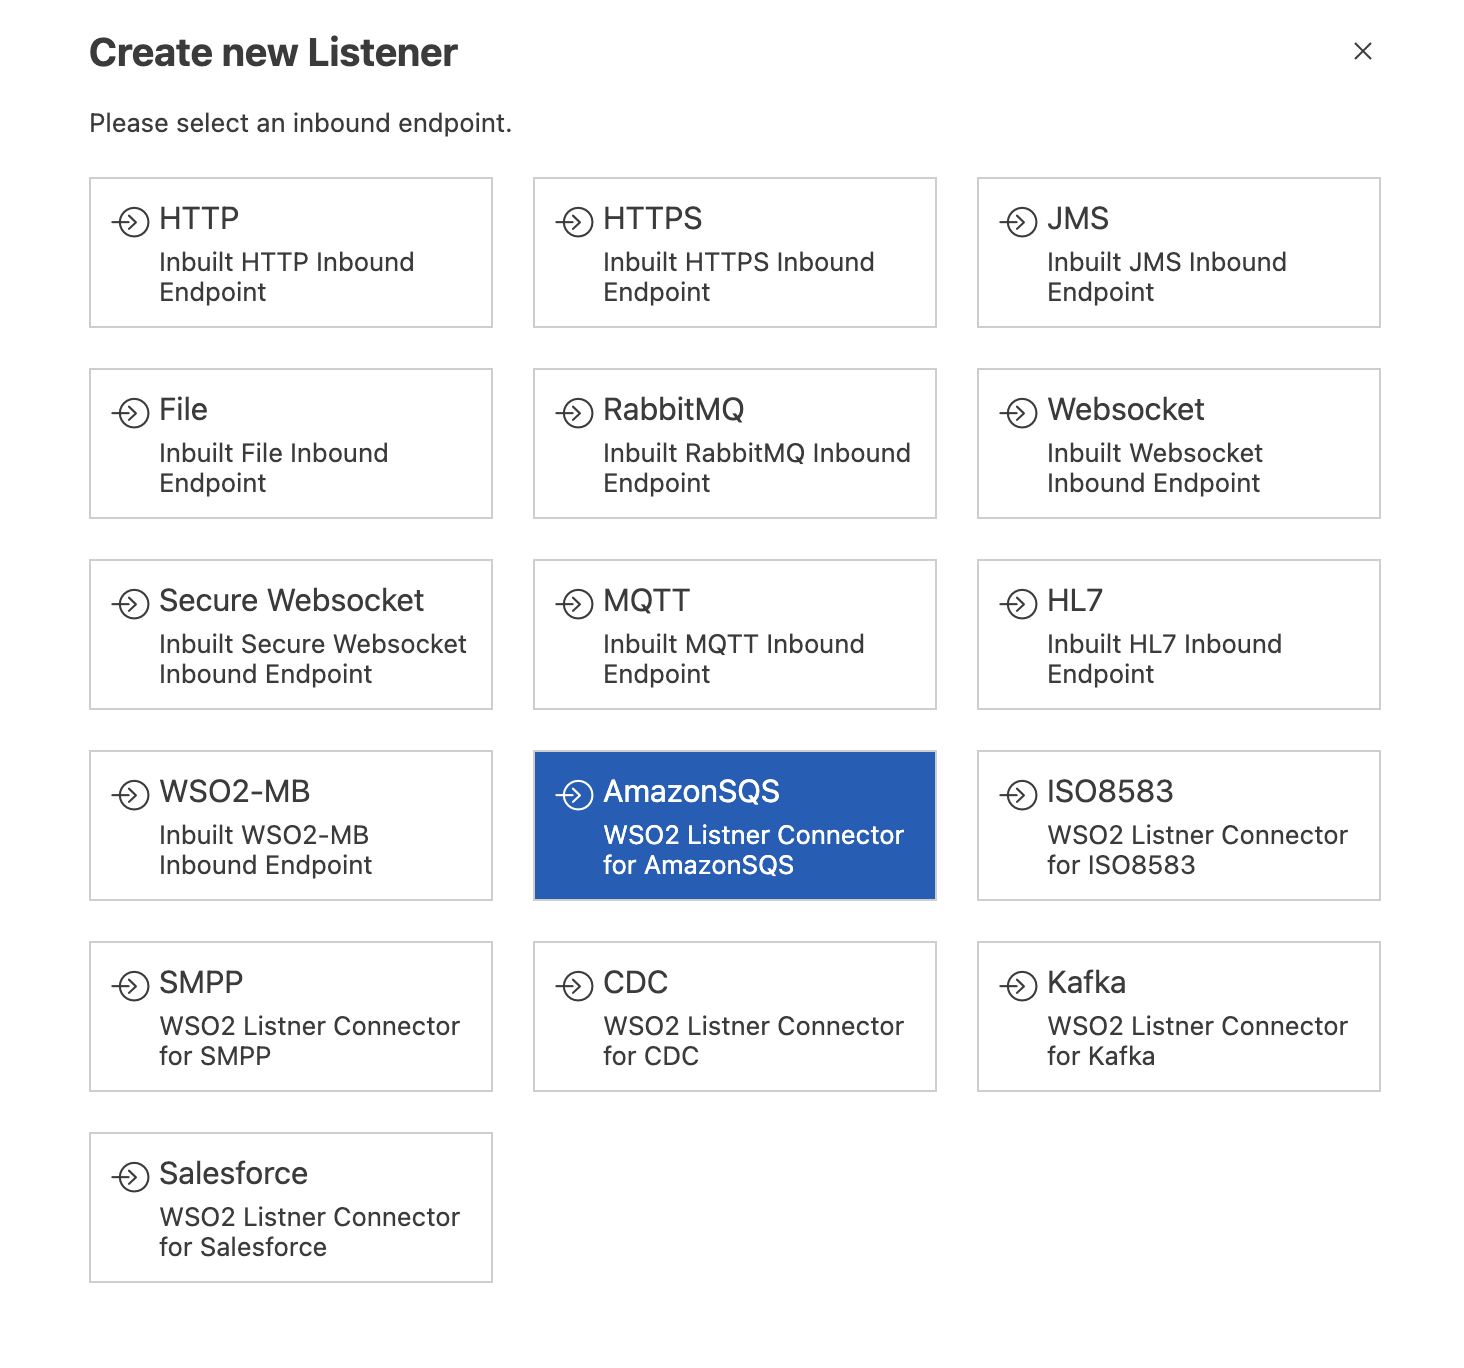 Create new Listener
Please select an inbound endpoint.
HTTP
Inbuilt HTTP Inbound
Endpoint
HTTPS
Inbuilt HTTPS Inbound
Endpoint
JMS
Inbuilt JMS Inbound
Endpoint
File
Inbuilt File Inbound
Endpoint
RabbitMQ
Inbuilt RabbitMQ Inbound
Endpoint
Websocket
Inbuilt Websocket
Inbound Endpoint
Secure Websocket
Inbuilt Secure Websocket
Inbound Endpoint
MQTT
Inbuilt MQTT Inbound
Endpoint
HL7
Inbuilt HL7 Inbound
Endpoint
WSO2-MB
Inbuilt WSO2-MB
Inbound Endpoint
AmazonSQS
WSO2 Listner Connector
for AmazonSQS
ISO8583
WSO2 Listner Connector
for ISO8583
SMPP
WSO2 Listner Connector
for SMPP
CDC
WSO2 Listner Connector
for CDC
Kafka
WSO2 Listner Connector
for Kafka
Salesforce
WSO2 Listner Connector
for Salesforce